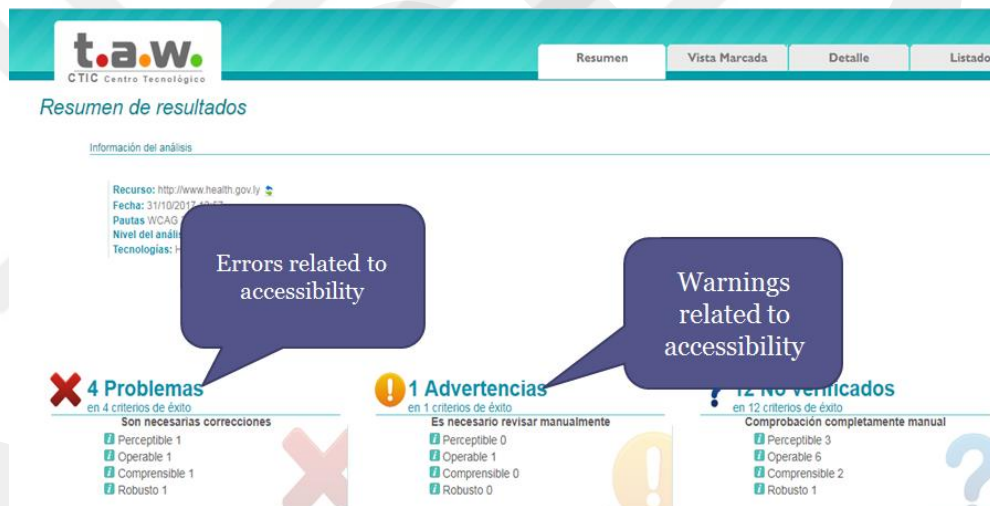 t.a.w.
CTIC Centro Tecnológico
Resumen
Vista Marcada
Detalle
Listado
Resumen de resultados
Información del análisis
Recurso: http://www.health.gov.ly
Fecha: 31/10/2017
Pautas WCAG
Nivel del
Tecnologías:
Errors related to
accessibility
Warnings
related to
accessibility
4 Problemas
en 4 criterios de éxito
Son necesarias correcciones
Perceptible 1
Operable 1
Comprensible 1
Robusto 1
1 Advertencias
en 1 criterios de éxito
Es necesario revisar manualmente
Perceptible 0
Operable 1
Comprensible 0
Robusto 0
12 No verificados
en 12 criterios de éxito
Comprobación completamente manual
Perceptible 3
Operable 6
Comprensible 2
Robusto 1